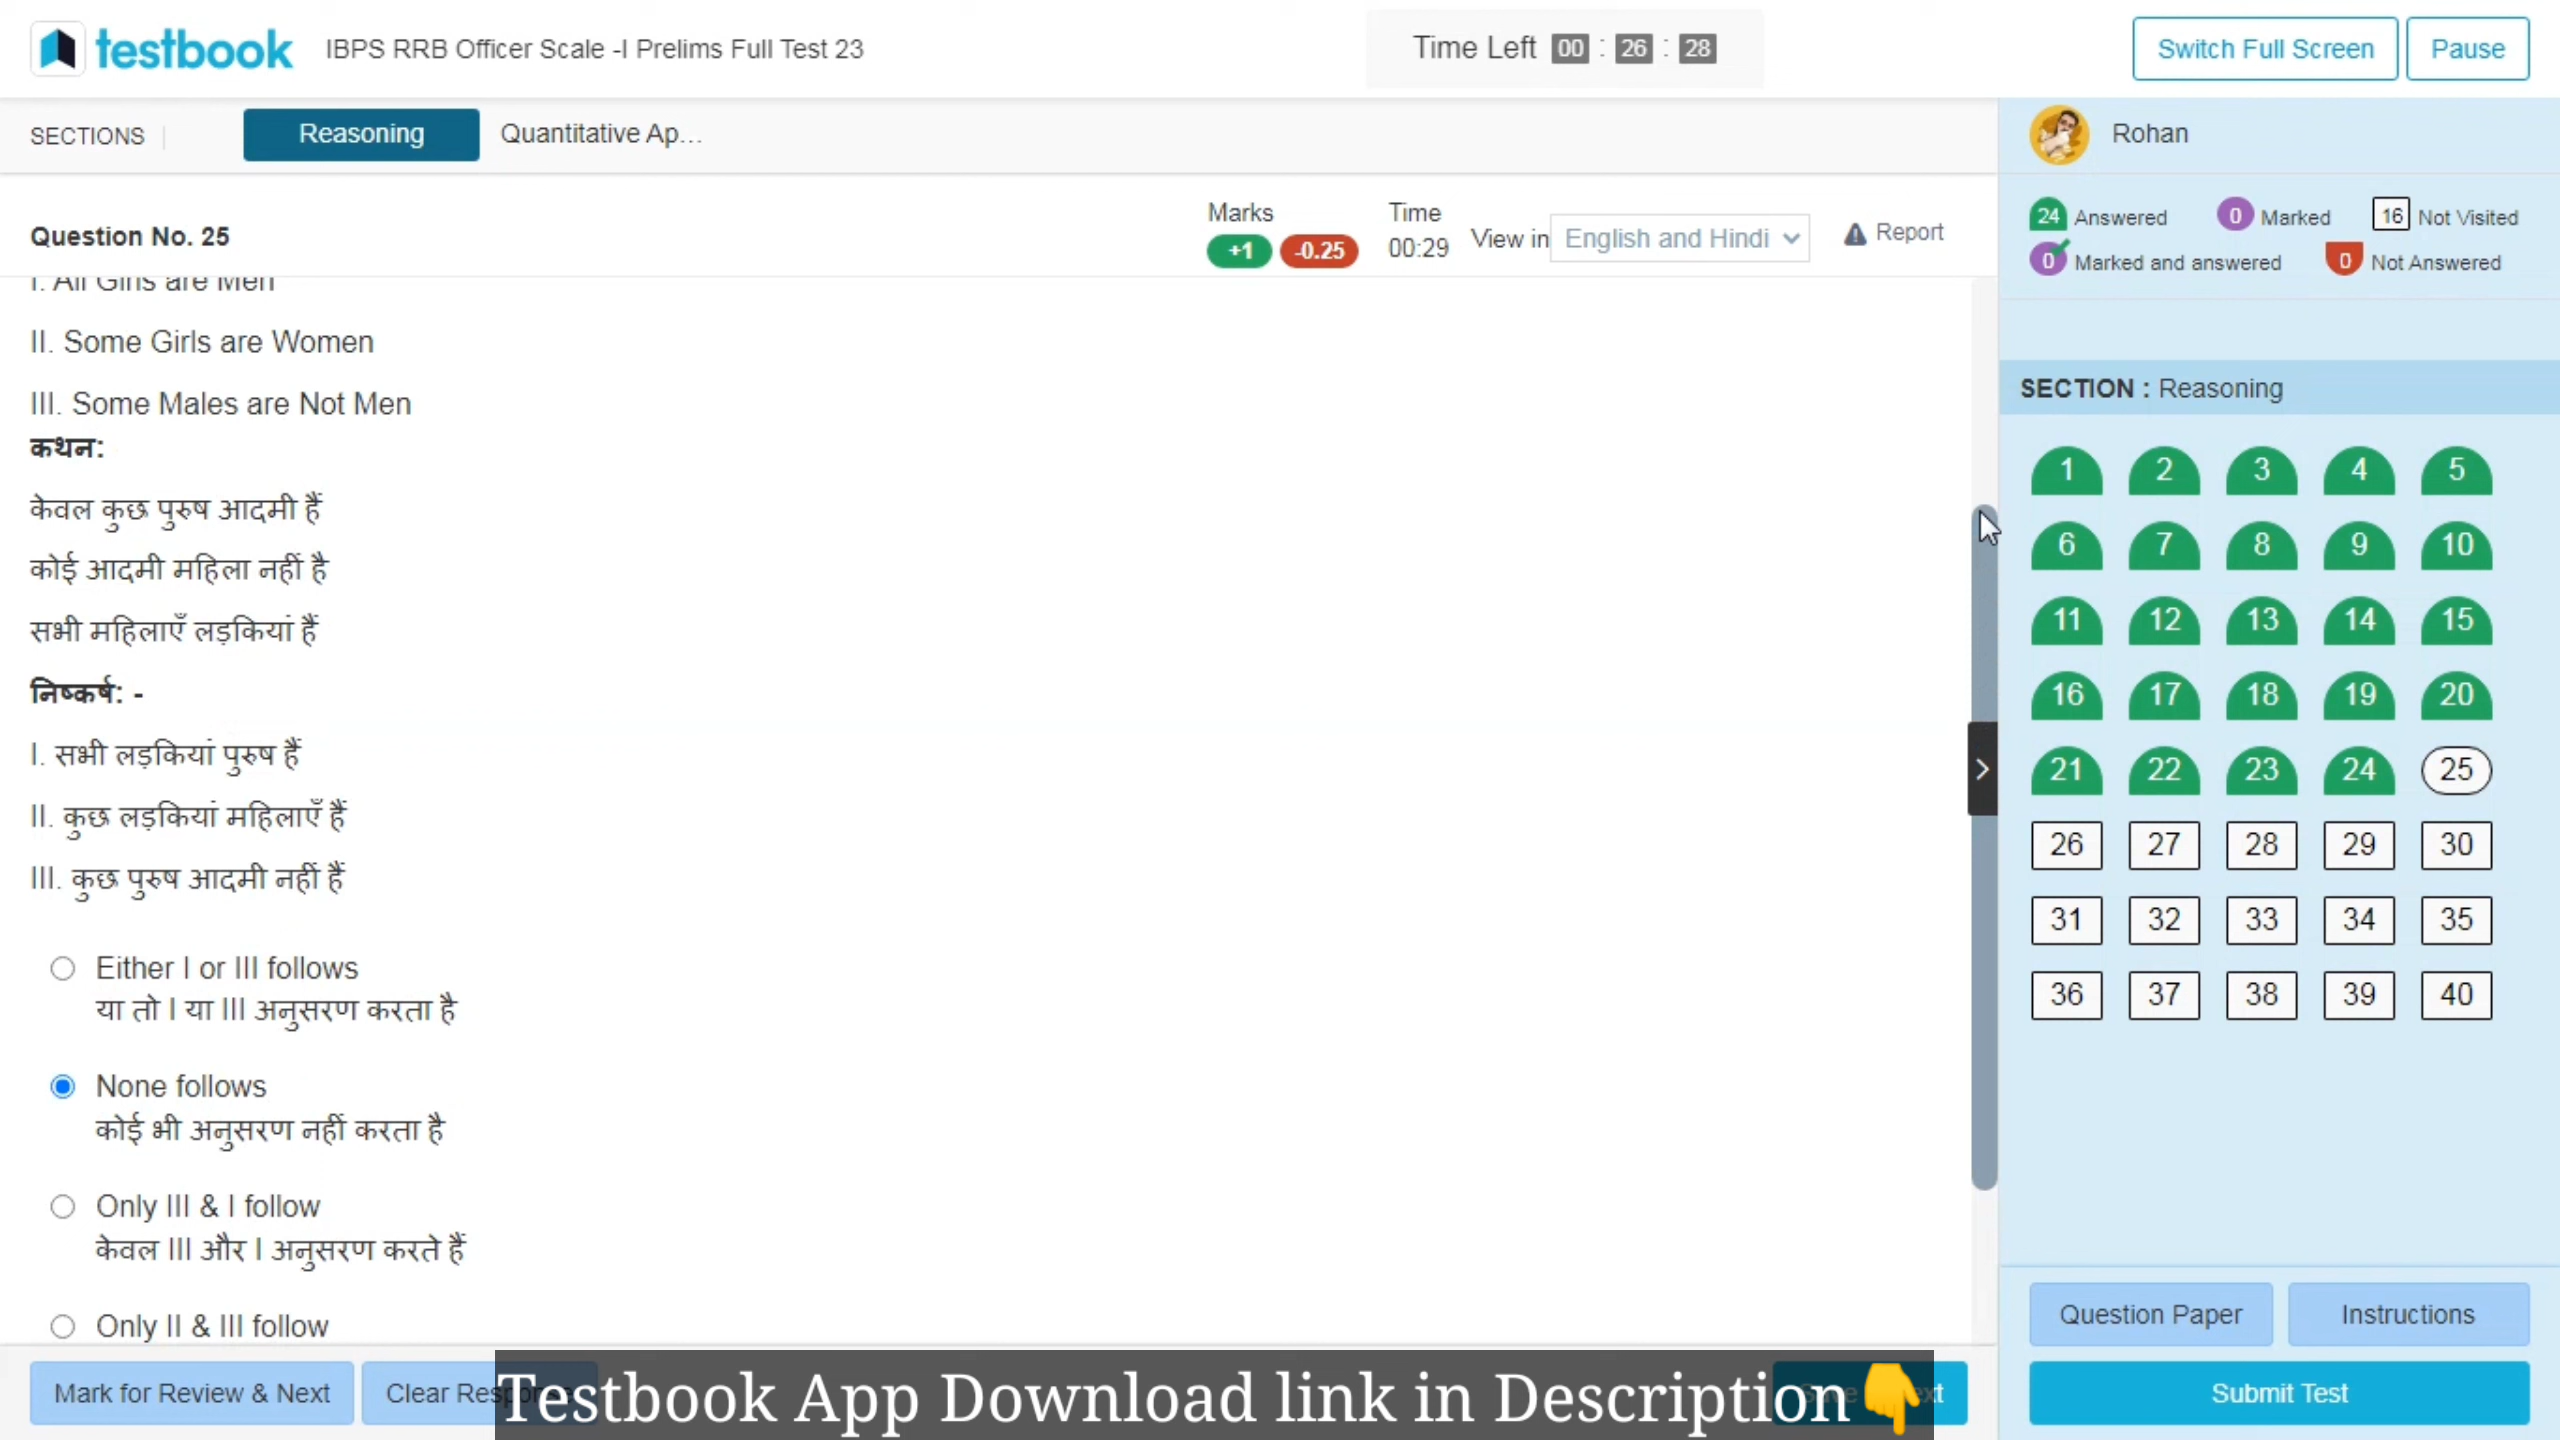 testbook
IBPS RRB Officer Scale -I Prelims Full Test 23
Time Left 00 : 26 : 28
Switch Full Screen
Pause
SECTIONS
Reasoning
Quantitative Ap...
Rohan
Question No. 25
Marks
+1 -0.25
Time
00:29
View in English and Hindi
Report
24 Answered
0 Marked
16 Not Visited
0 Marked and answered
0 Not Answered
I. All Girls are Men
II. Some Girls are Women
III. Some Males are Not Men
कथन:
केवल कुछ पुरुष आदमी हैं
कोई आदमी महिला नहीं है
सभी महिलाएँ लड़कियां हैं
निष्कर्ष: -
I. सभी लड़कियां पुरुष हैं
II. कुछ लड़कियां महिलाएँ हैं
III. कुछ पुरुष आदमी नहीं हैं
Either I or III follows
या तो I या III अनुसरण करता है
None follows
कोई भी अनुसरण नहीं करता है
Only III & I follow
केवल III और I अनुसरण करते हैं
Only II & III follow
SECTION : Reasoning
1 2 3 4 5
6 7 8 9 10
11 12 13 14 15
16 17 18 19 20
21 22 23 24 25
26 27 28 29 30
31 32 33 34 35
36 37 38 39 40
Question Paper
Instructions
Mark for Review & Next
Clear
Testbook App Download link in Description
Submit Test